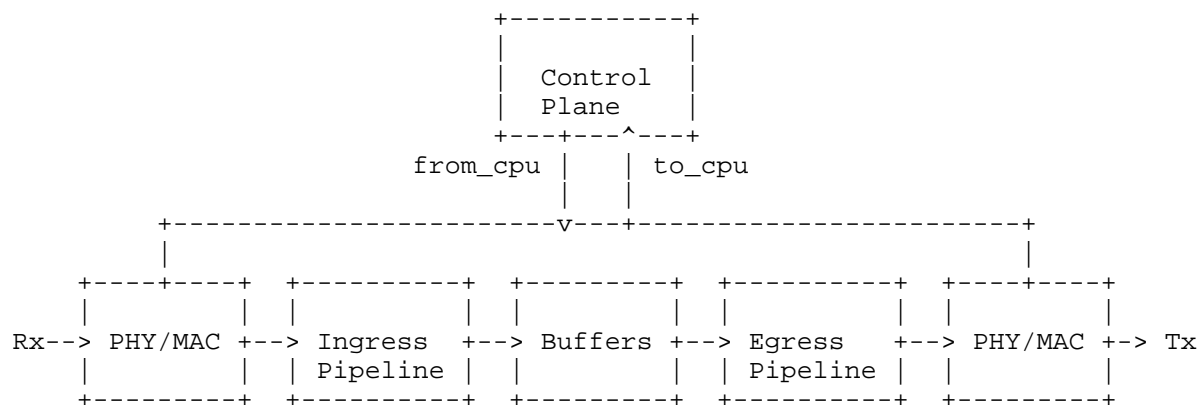 Control
Plane
from_cpu to_cpu
Rx--> PHY/MAC +--> Ingress +--> Buffers +--> Egress +--> PHY/MAC +-> Tx
Pipeline Pipeline